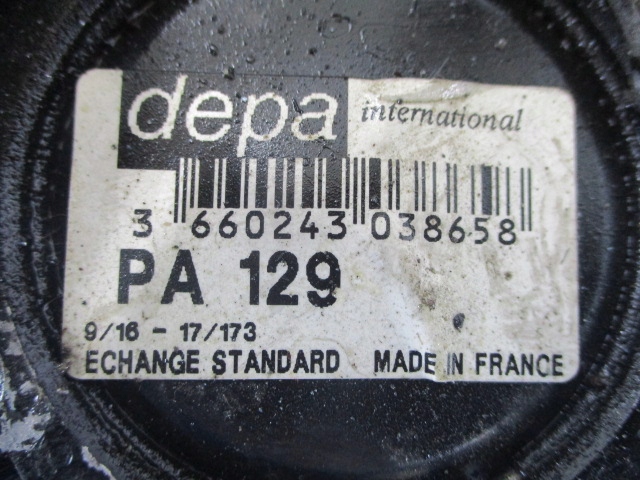 depa international
3 660243 038658
PA 129
9/16 - 17/173
ECHANGE STANDARD MADE IN FRANCE